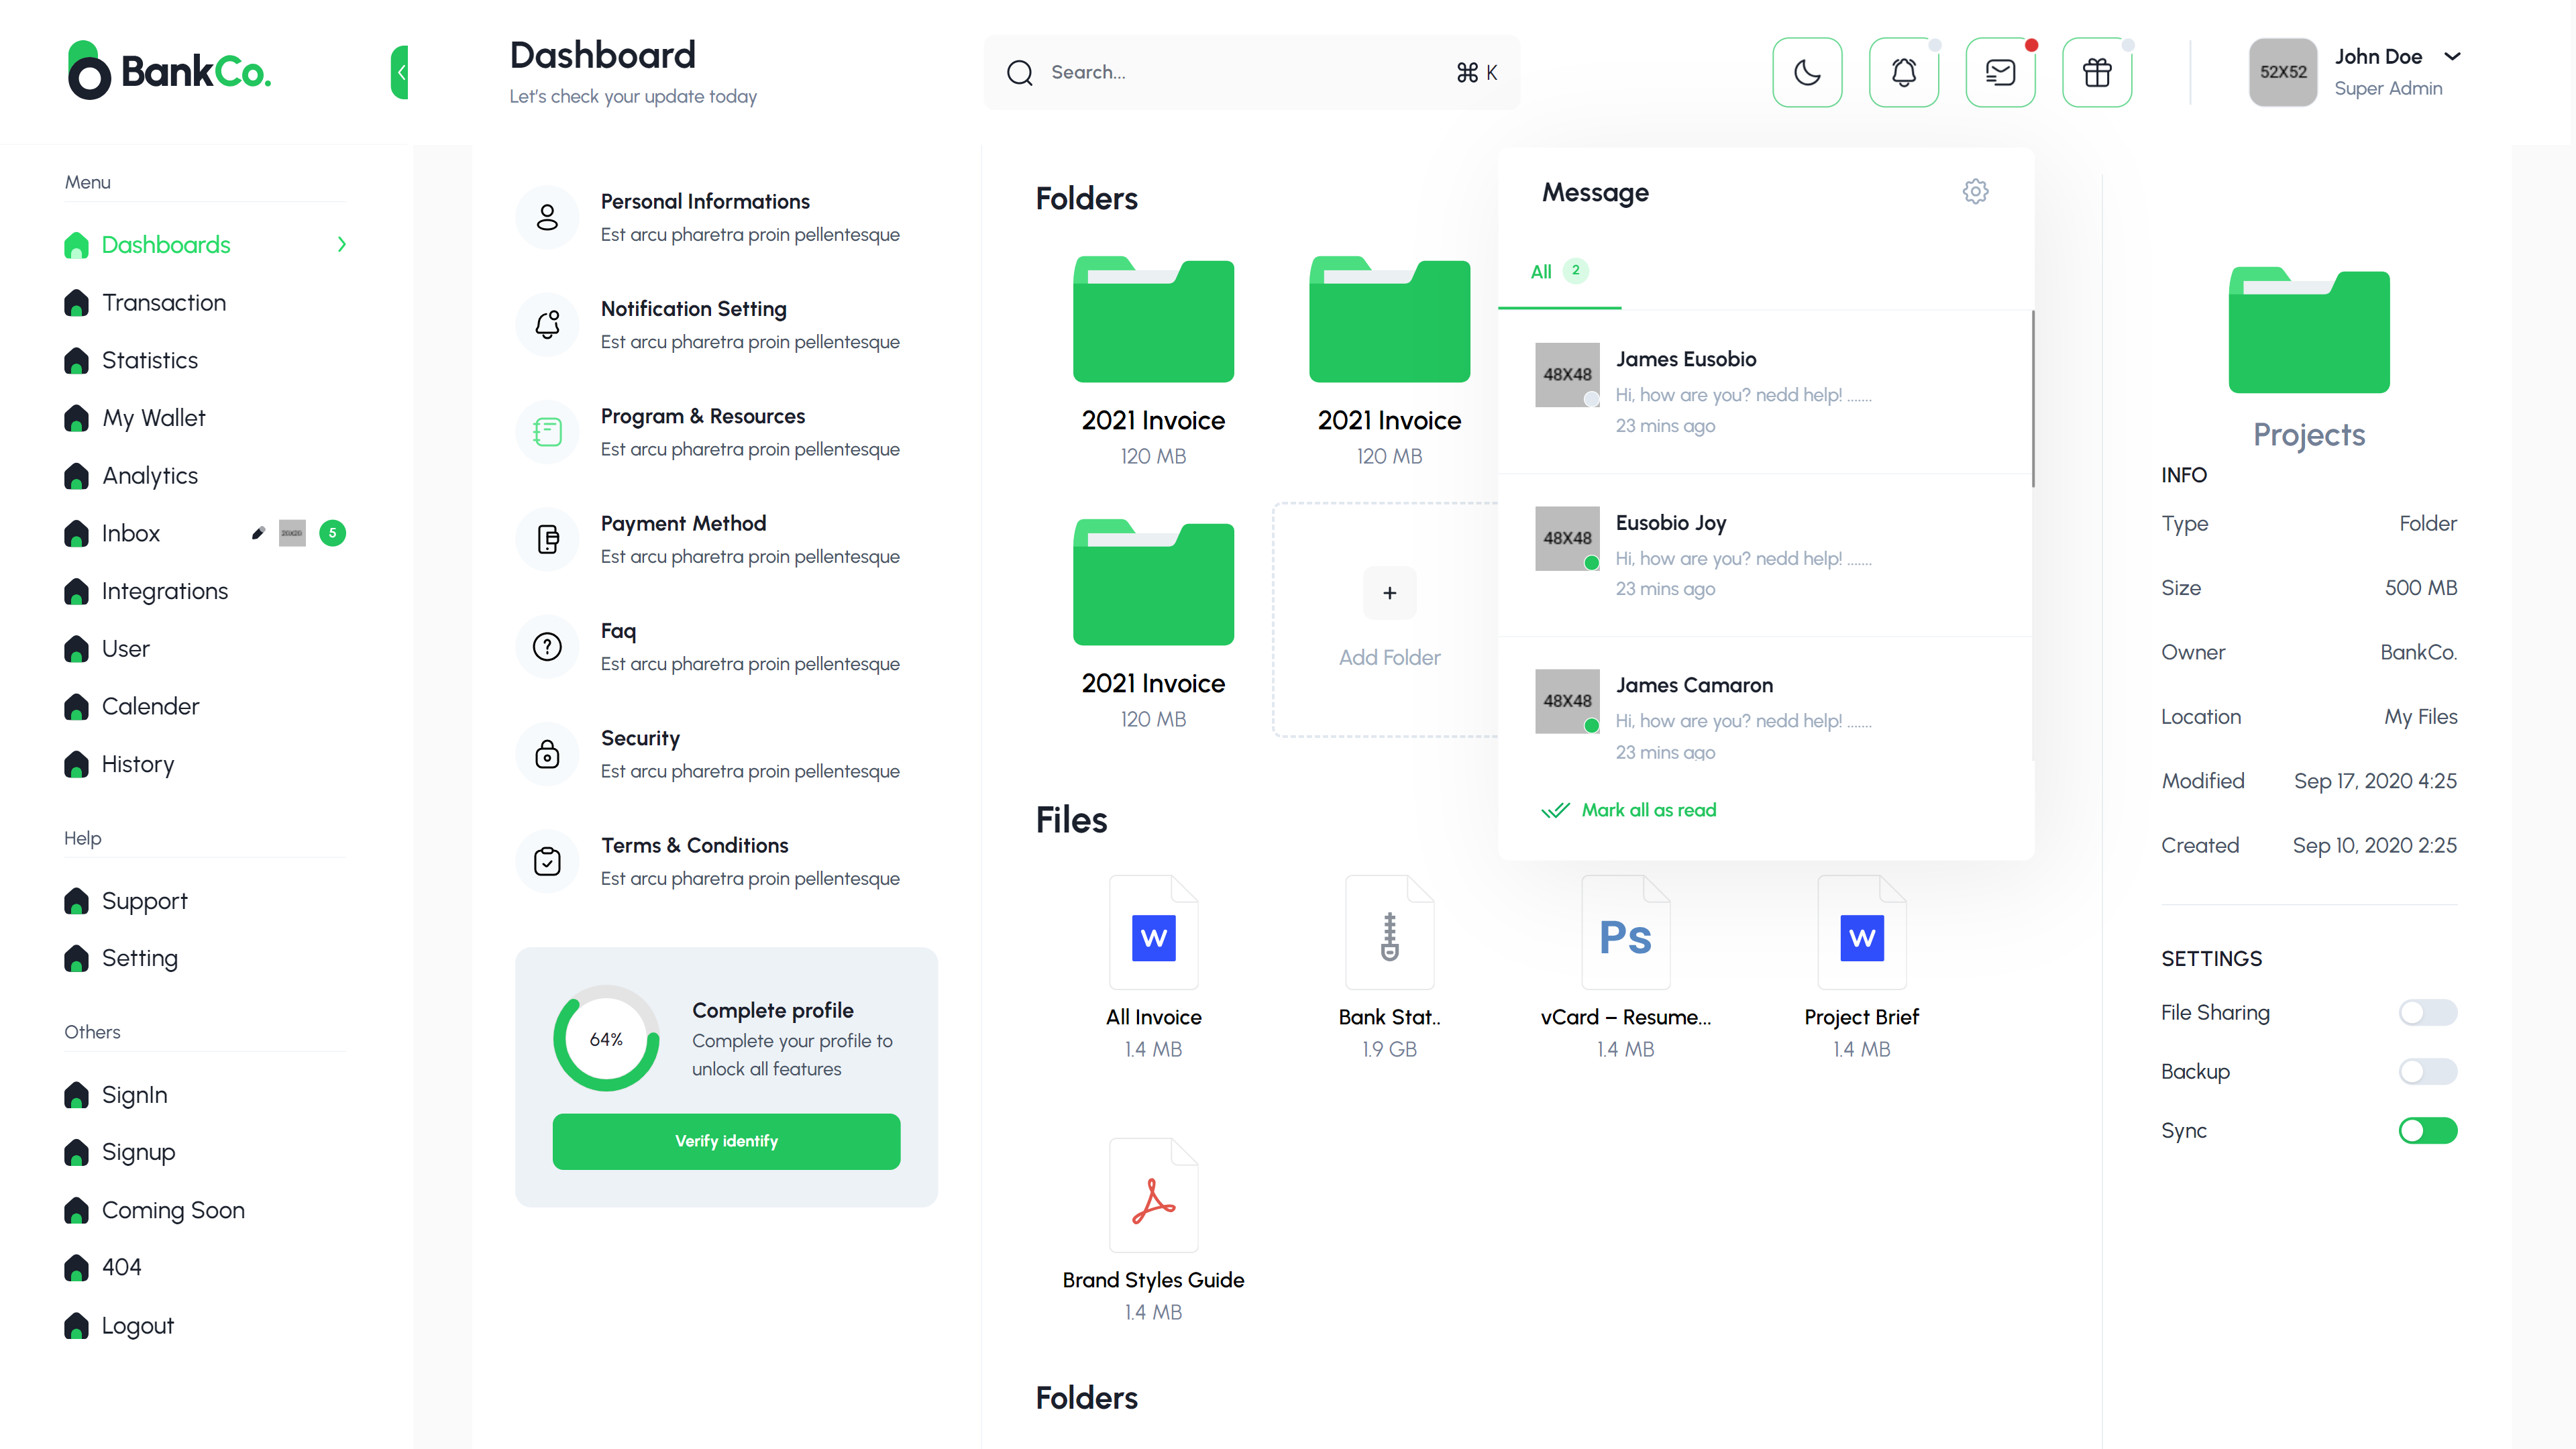 BankCo.
Dashboard
Let's check your update today
Search...
⌘ K
52X52
John Doe
Super Admin
Menu
Dashboards
Transaction
Statistics
My Wallet
Analytics
Inbox
5
Integrations
User
Calender
History
Help
Support
Setting
Others
SignIn
Signup
Coming Soon
404
Logout
Personal Informations
Est arcu pharetra proin pellentesque
Notification Setting
Est arcu pharetra proin pellentesque
Program & Resources
Est arcu pharetra proin pellentesque
Payment Method
Est arcu pharetra proin pellentesque
Faq
Est arcu pharetra proin pellentesque
Security
Est arcu pharetra proin pellentesque
Terms & Conditions
Est arcu pharetra proin pellentesque
64%
Complete profile
Complete your profile to
unlock all features
Verify identify
Folders
2021 Invoice
120 MB
2021 Invoice
120 MB
2021 Invoice
120 MB
+
Add Folder
Message
All 2
48X48
James Eusobio
Hi, how are you? nedd help! .......
23 mins ago
48X48
Eusobio Joy
Hi, how are you? nedd help! .......
23 mins ago
48X48
James Camaron
Hi, how are you? nedd help! .......
23 mins ago
Mark all as read
Files
W
All Invoice
1.4 MB
Bank Stat..
1.9 GB
Ps
vCard – Resume...
1.4 MB
W
Project Brief
1.4 MB
Brand Styles Guide
1.4 MB
Folders
Projects
INFO
Type Folder
Size 500 MB
Owner BankCo.
Location My Files
Modified Sep 17, 2020 4:25
Created Sep 10, 2020 2:25
SETTINGS
File Sharing
Backup
Sync